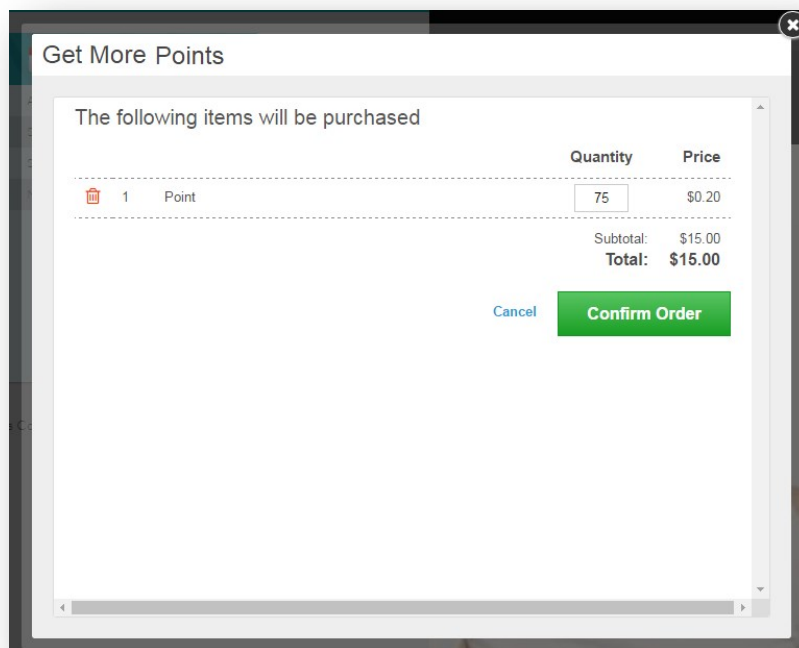 Get More Points
The following items will be purchased
Quantity Price
1 Point 75 $0.20
Subtotal: $15.00
Total: $15.00
Cancel Confirm Order